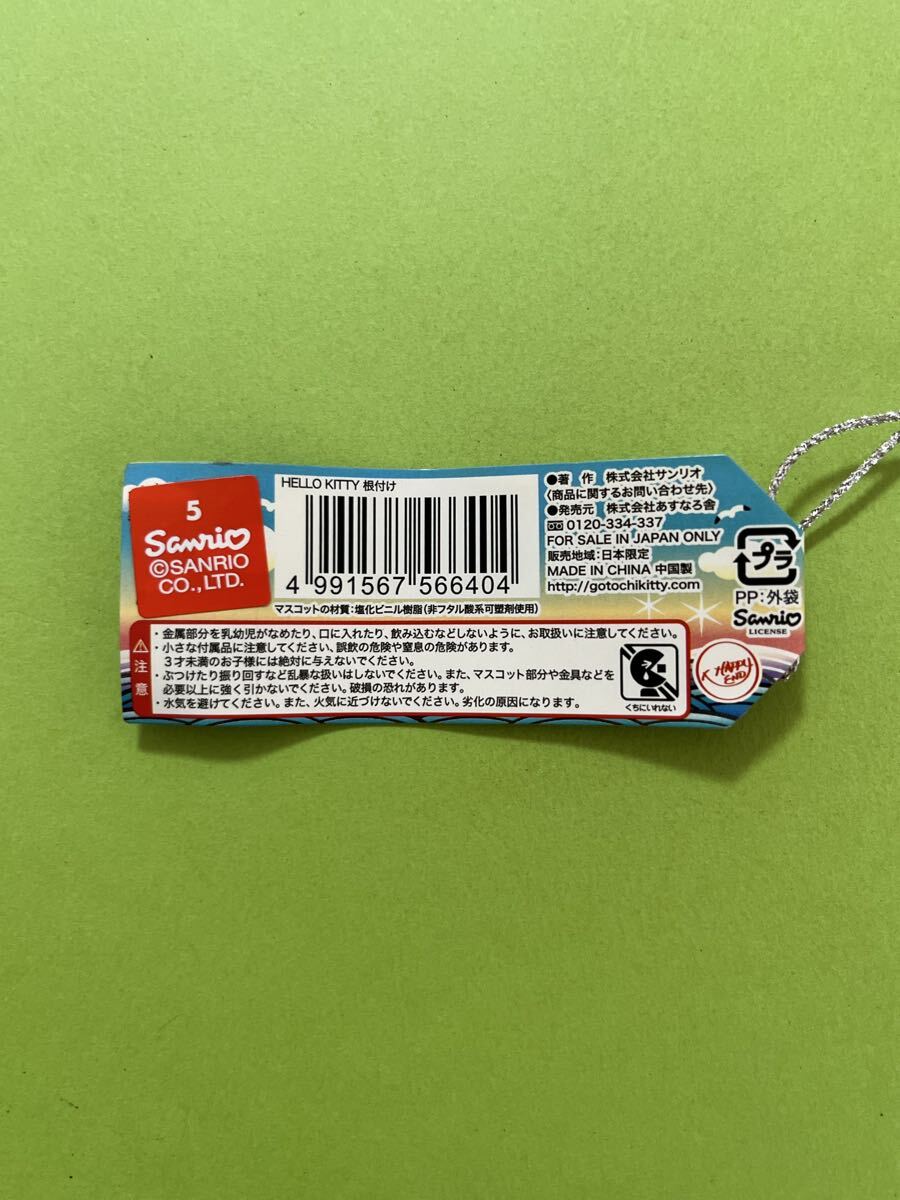 5
Sanrio
©SANRIO
CO.,LTD.
HELLO KITTY 根付け
4 991567 566404
マスコットの材質:塩化ビニル樹脂(非フタル酸系可塑剤使用)
●著 作 株式会社サンリオ
〈商品に関するお問い合わせ先〉
●発売元 株式会社あすなろ舎
0120-334-337
FOR SALE IN JAPAN ONLY
販売地域:日本限定
MADE IN CHINA 中国製
http://gotochikitty.com
プラ
PP:外袋
Sanrio
LICENSE
注意
・金属部分を乳幼児がなめたり、口に入れたり、飲み込むなどしないように、お取扱いに注意してください。
・小さな付属品に注意してください、誤飲の危険や窒息の危険があります。
3才未満のお子様には絶対に与えないでください。
・ぶつけたり振り回すなど乱暴な扱いはしないでください。また、マスコット部分や金具などを
必要以上に強く引かないでください。破損の恐れがあります。
・水気を避けてください。また、火気に近づけないでください。劣化の原因になります。
くちにいれない
HAPPY
END